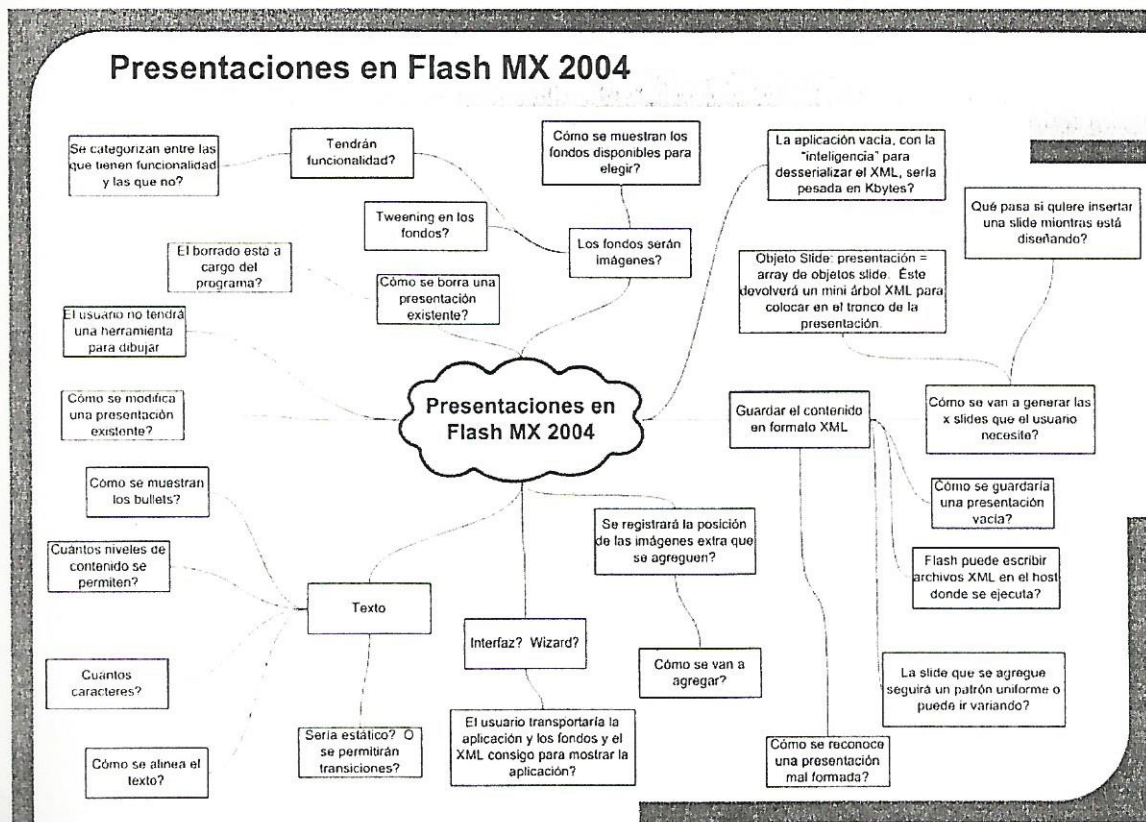 Presentaciones en Flash MX 2004
Se categorizan entre las
que tienen funcionalidad
y las que no?
Tendrán
funcionalidad?
Cómo se muestran los
fondos disponibles para
elegir?
La aplicación vacía, con la
"inteligencia" para
desserializar el XML, sería
pesada en Kbytes?
Qué pasa si quiere insertar
una slide mientras está
diseñando?
Tweening en los
fondos?
Los fondos serán
imágenes?
El borrado esta a
cargo del
programa?
Cómo se borra una
presentación
existente?
Objeto Slide: presentación =
array de objetos slide. Éste
devolverá un mini árbol XML para
colocar en el tronco de la
presentación.
El usuario no tendrá
una herramienta
para dibujar
Cómo se modifica
una presentación
existente?
Presentaciones en
Flash MX 2004
Guardar el contenido
en formato XML
Cómo se van a generar las
x slides que el usuario
necesite?
Cómo se muestran
los bullets?
Cómo se guardaría
una presentación
vacía?
Se registrará la posición
de las imágenes extra que
se agreguen?
Cuántos niveles de
contenido se
permiten?
Flash puede escribir
archivos XML en el host
donde se ejecuta?
Texto
Interfaz? Wizard?
Cómo se van a
agregar?
Cuantos
caracteres?
La slide que se agregue
seguirá un patrón uniforme o
puede ir variando?
Sería estático? O
se permitirán
transiciones?
El usuario transportaría la
aplicación y los fondos y el
XML consigo para mostrar la
aplicación?
Cómo se reconoce
una presentación
mal formada?
Cómo se alinea el
texto?